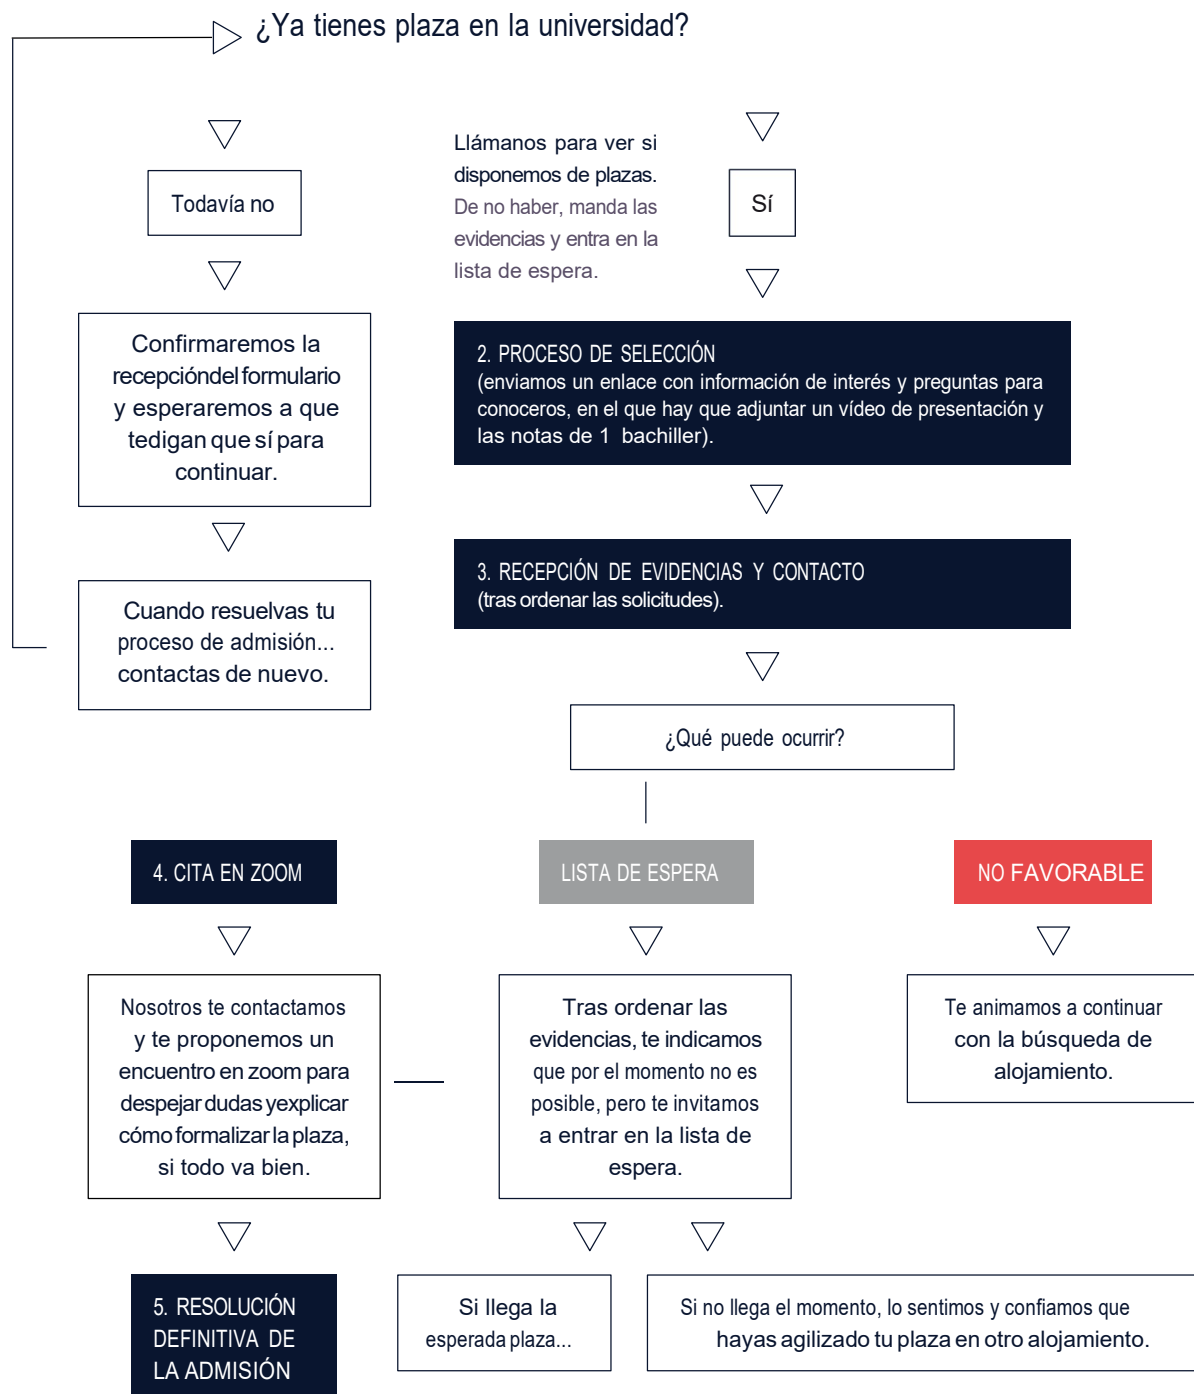 ¿Ya tienes plaza en la universidad?
Todavía no
Confirmaremos la
recepcióndel formulario
y esperaremos a que
tedigan que sí para
continuar.
Cuando resuelvas tu
proceso de admisión...
contactas de nuevo.
Llámanos para ver si
disponemos de plazas.
De no haber, manda las
evidencias y entra en la
lista de espera.
Sí
2. PROCESO DE SELECCIÓN
(enviamos un enlace con información de interés y preguntas para
conoceros, en el que hay que adjuntar un vídeo de presentación y
las notas de 1 bachiller).
3. RECEPCIÓN DE EVIDENCIAS Y CONTACTO
(tras ordenar las solicitudes).
¿Qué puede ocurrir?
4. CITA EN ZOOM
Nosotros te contactamos
y te proponemos un
encuentro en zoom para
despejar dudas yexplicar
cómo formalizar la plaza,
si todo va bien.
5. RESOLUCIÓN
DEFINITIVA DE
LA ADMISIÓN
LISTA DE ESPERA
Tras ordenar las
evidencias, te indicamos
que por el momento no es
posible, pero te invitamos
a entrar en la lista de
espera.
Si llega la
esperada plaza...
Si no llega el momento, lo sentimos y confiamos que
hayas agilizado tu plaza en otro alojamiento.
NO FAVORABLE
Te animamos a continuar
con la búsqueda de
alojamiento.